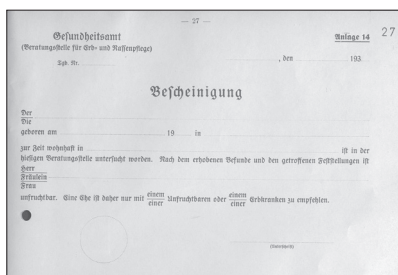 — 27 —
Gesundheitsamt
(Beratungsstelle für Erb- und Rassenpflege)
Anlage 14
27
Tgb. Nr.
, den 193
Bescheinigung
Der
Die
geboren am 19 in
zur Zeit wohnhaft in ist in der
hiesigen Beratungsstelle untersucht worden. Nach dem erhobenen Befunde und den getroffenen Feststellungen ist
Herr
Fräulein
Frau
unfruchtbar. Eine Ehe ist daher nur mit einem/einer Unfruchtbaren oder einem/einer Erbkranken zu empfehlen.
(Unterschrift)